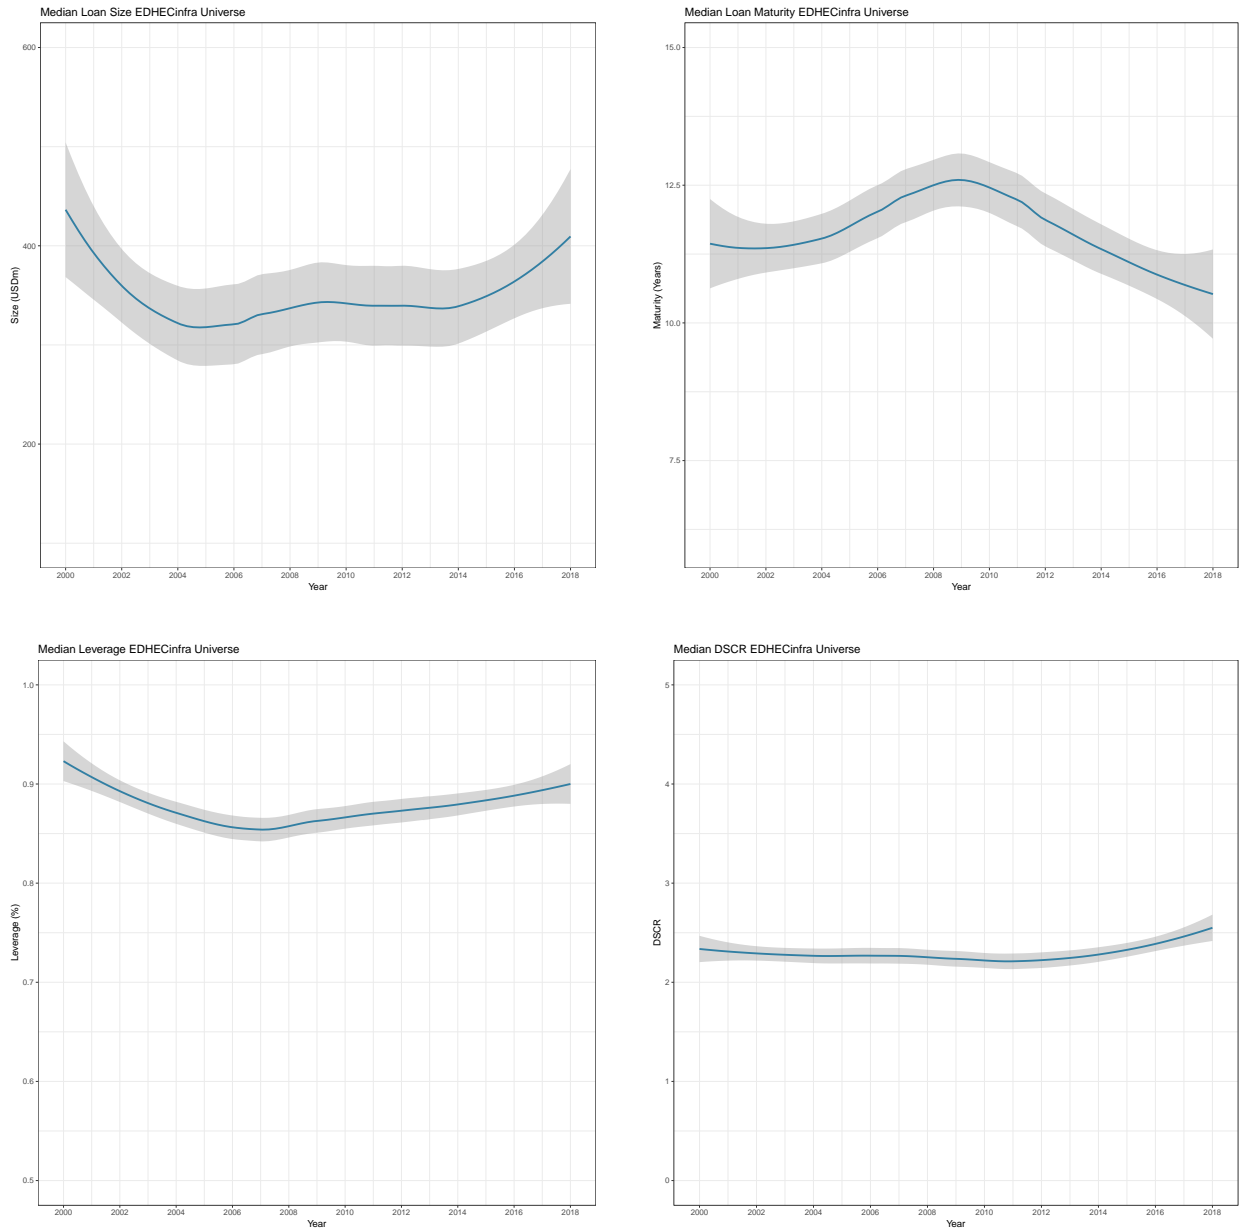 Median Loan Size EDHECinfra Universe
600
400
200
Size (USDm)
2000 2002 2004 2006 2008 2010 2012 2014 2016 2018
Year
Median Loan Maturity EDHECinfra Universe
15.0
12.5
10.0
7.5
Maturity (Years)
2000 2002 2004 2006 2008 2010 2012 2014 2016 2018
Year
Median Leverage EDHECinfra Universe
1.0
0.9
0.8
0.7
0.6
0.5
Leverage (%)
2000 2002 2004 2006 2008 2010 2012 2014 2016 2018
Year
Median DSCR EDHECinfra Universe
5
4
3
2
1
0
DSCR
2000 2002 2004 2006 2008 2010 2012 2014 2016 2018
Year